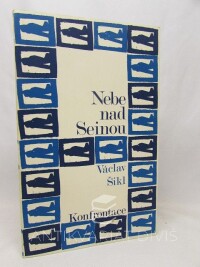 Nebe
nad
Seinou
Václav
Šikl
Konfrontace